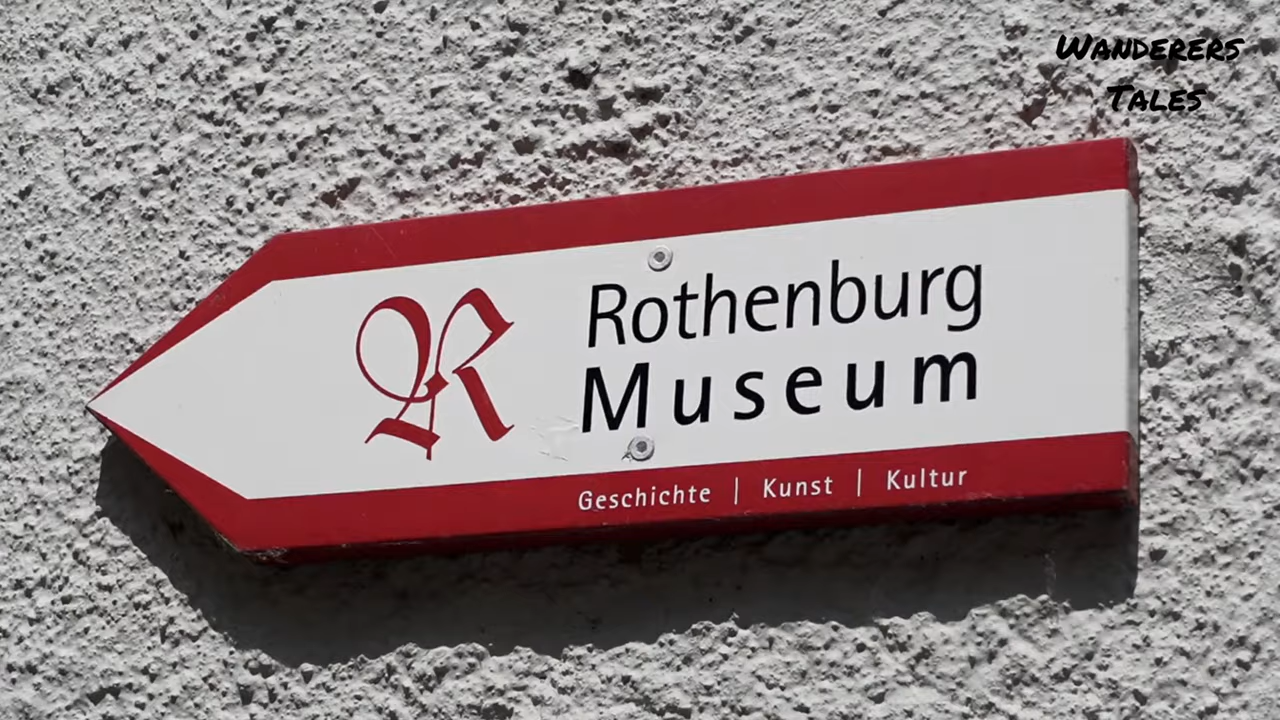 Wanderers
Tales
R
Rothenburg
Museum
Geschichte | Kunst | Kultur